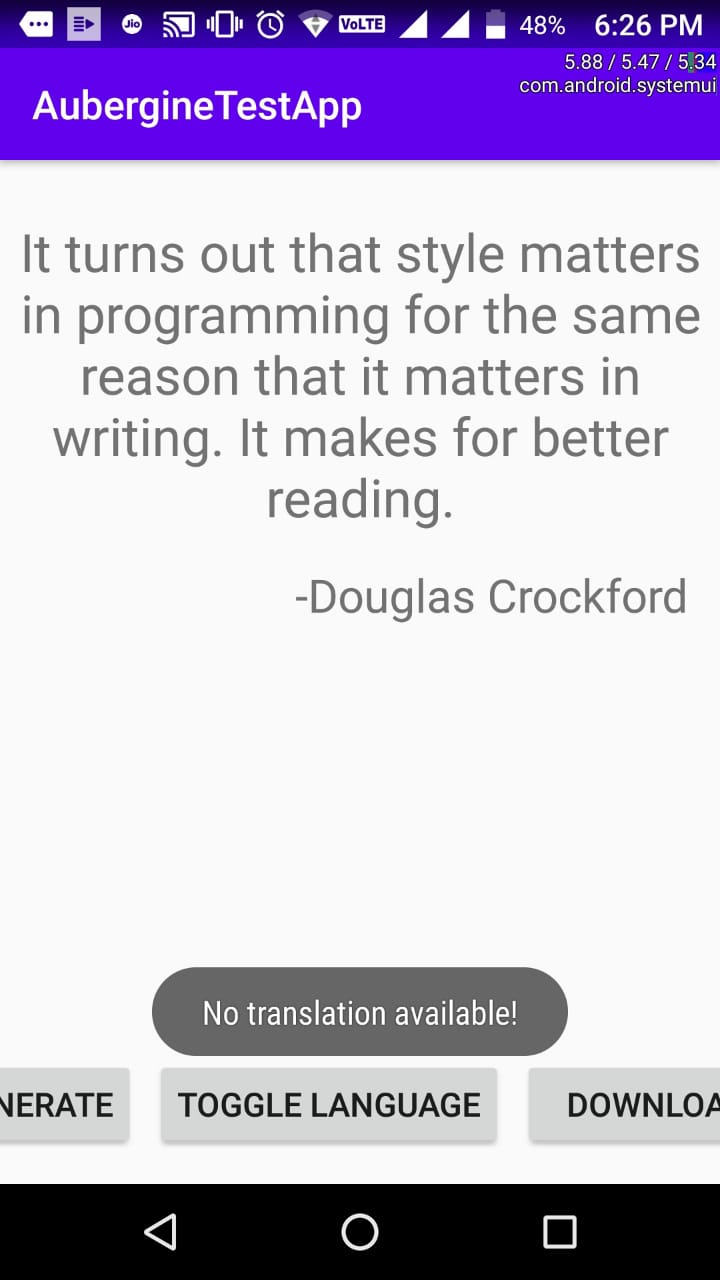 Jio VoLTE 48% 6:26 PM
5.88 / 5.47 / 5.34
com.android.systemui
AubergineTestApp
It turns out that style matters
in programming for the same
reason that it matters in
writing. It makes for better
reading.
-Douglas Crockford
No translation available!
NERATE TOGGLE LANGUAGE DOWNLOA